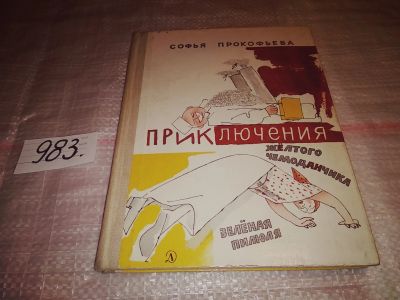 СОФЬЯ ПРОКОФЬЕВА
983.
ПРИКЛЮЧЕНИЯ
ЖЁЛТОГО
ЧЕМОДАНЧИКА
ЗЕЛЁНАЯ
ПИЛЮЛЯ
Д